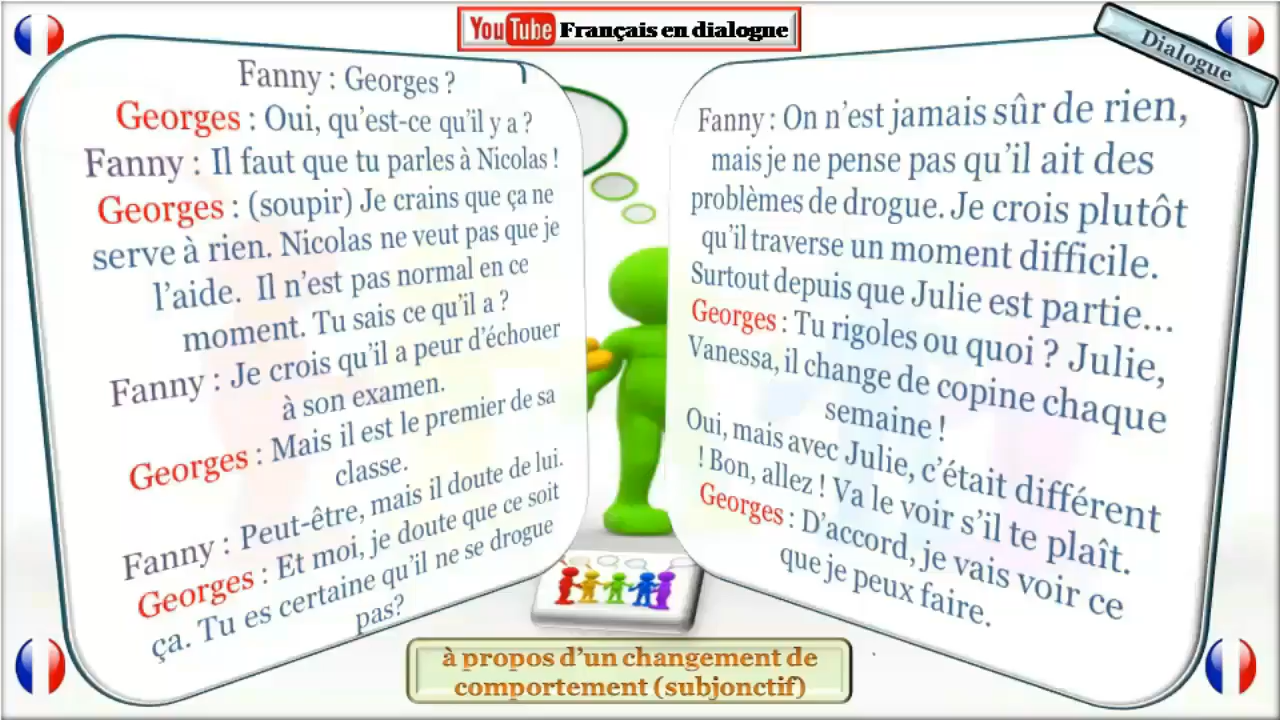 YouTube Français en dialogue
Dialogue
Fanny : Georges ?
Georges : Oui, qu’est-ce qu’il y a ?
Fanny : Il faut que tu parles à Nicolas !
Georges : (soupir) Je crains que ça ne
serve à rien. Nicolas ne veut pas que je
l’aide. Il n’est pas normal en ce
moment. Tu sais ce qu’il a ?
Fanny : Je crois qu’il a peur d’échouer
à son examen.
Georges : Mais il est le premier de sa
classe.
Fanny : Peut-être, mais il doute de lui.
Georges : Et moi, je doute que ce soit
ça. Tu es certaine qu’il ne se drogue
pas?
Fanny : On n’est jamais sûr de rien,
mais je ne pense pas qu’il ait des
problèmes de drogue. Je crois plutôt
qu’il traverse un moment difficile.
Surtout depuis que Julie est partie…
Georges : Tu rigoles ou quoi ? Julie,
Vanessa, il change de copine chaque
semaine !
Oui, mais avec Julie, c’était différent
! Bon, allez ! Va le voir s’il te plaît.
Georges : D’accord, je vais voir ce
que je peux faire.
à propos d’un changement de
comportement (subjonctif)